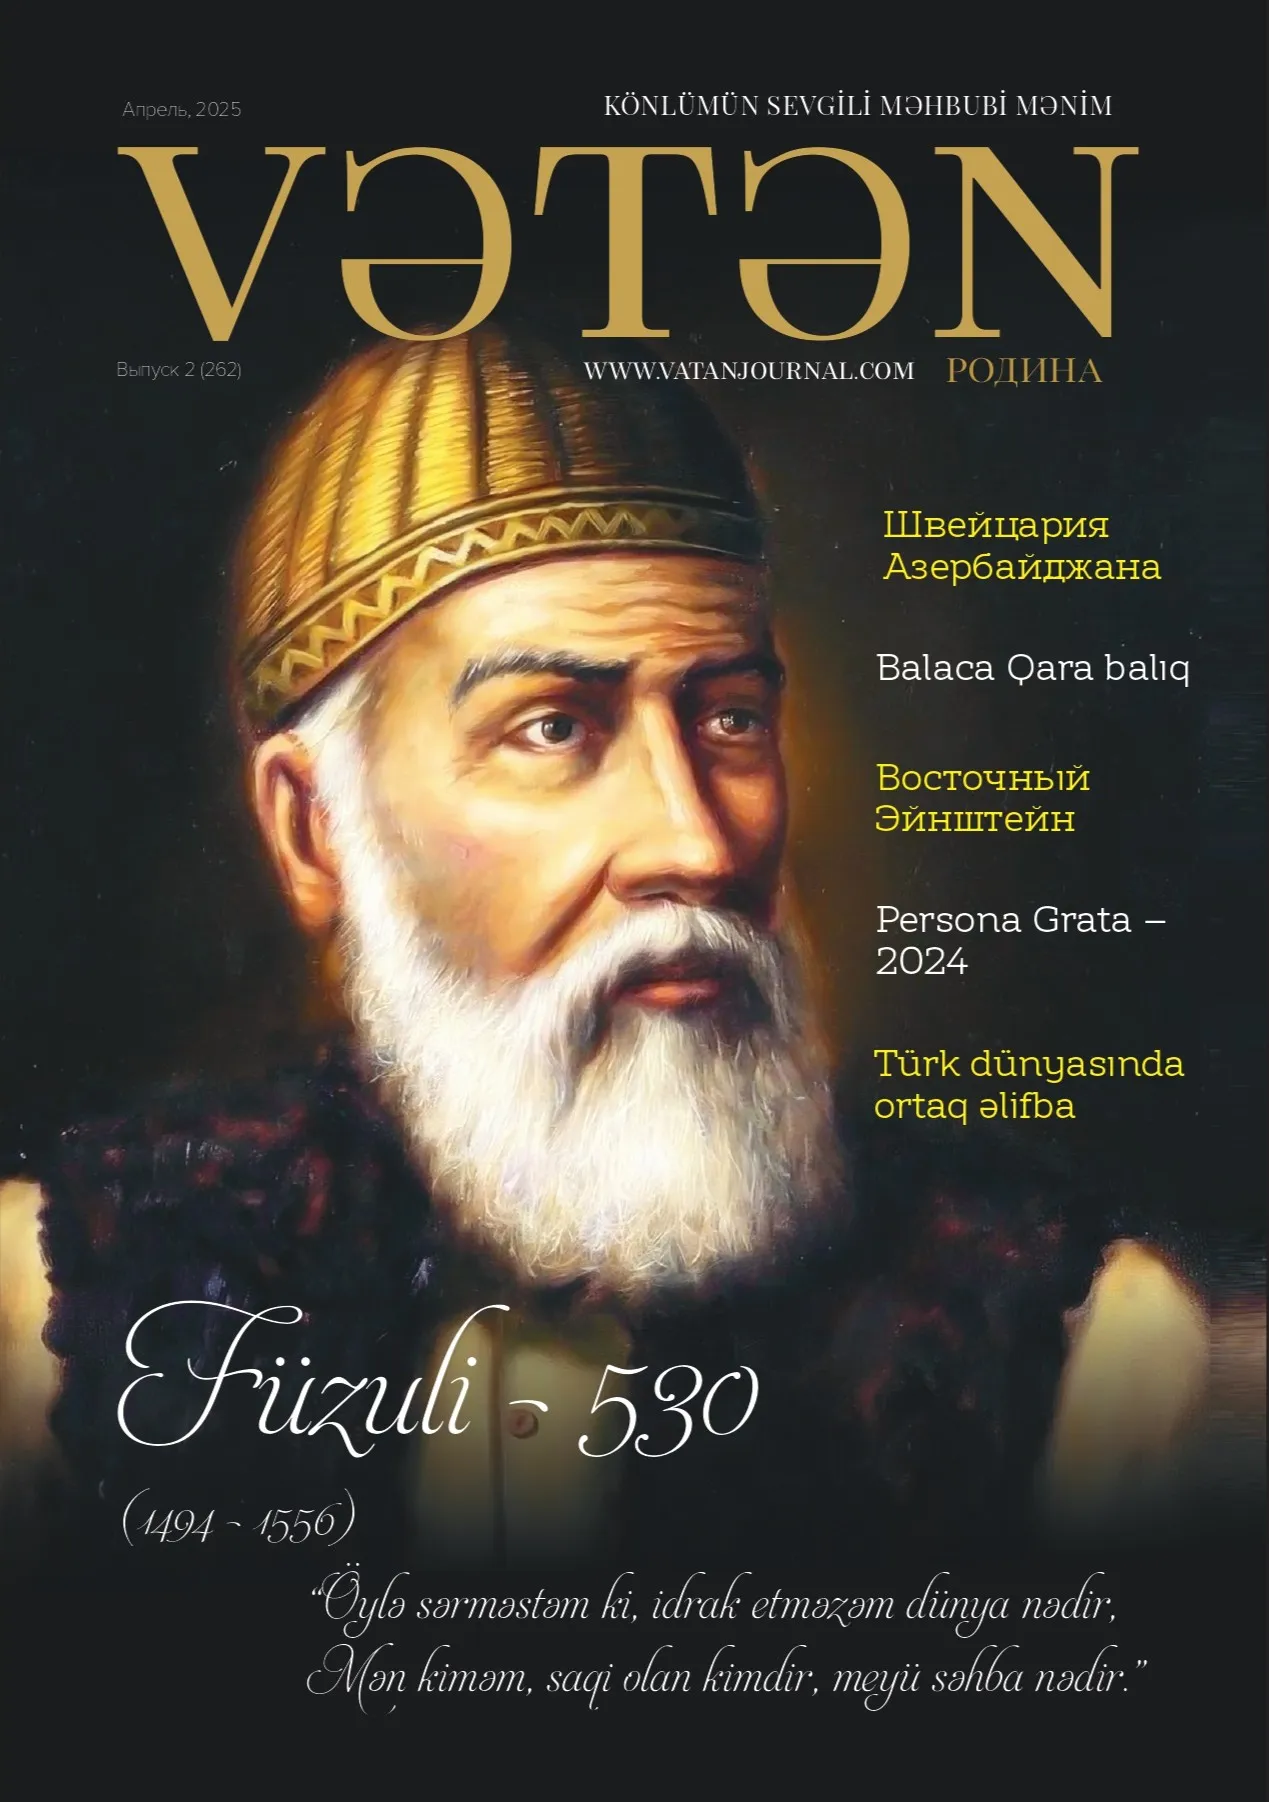 Апрель, 2025
KÖNLÜMÜN SEVGİLİ MƏHBUBİ MƏNİM
VƏTƏN
Выпуск 2 (262)
WWW.VATANJOURNAL.COM
РОДИНА
Швейцария
Азербайджана
Balaca Qara balıq
Восточный
Эйнштейн
Persona Grata –
2024
Türk dünyasında
ortaq əlifba
Füzuli - 530
(1494 - 1556)
“Öylə sərməstəm ki, idrak etməzəm dünya nədir,
Mən kiməm, saqi olan kimdir, meyü səhba nədir.”